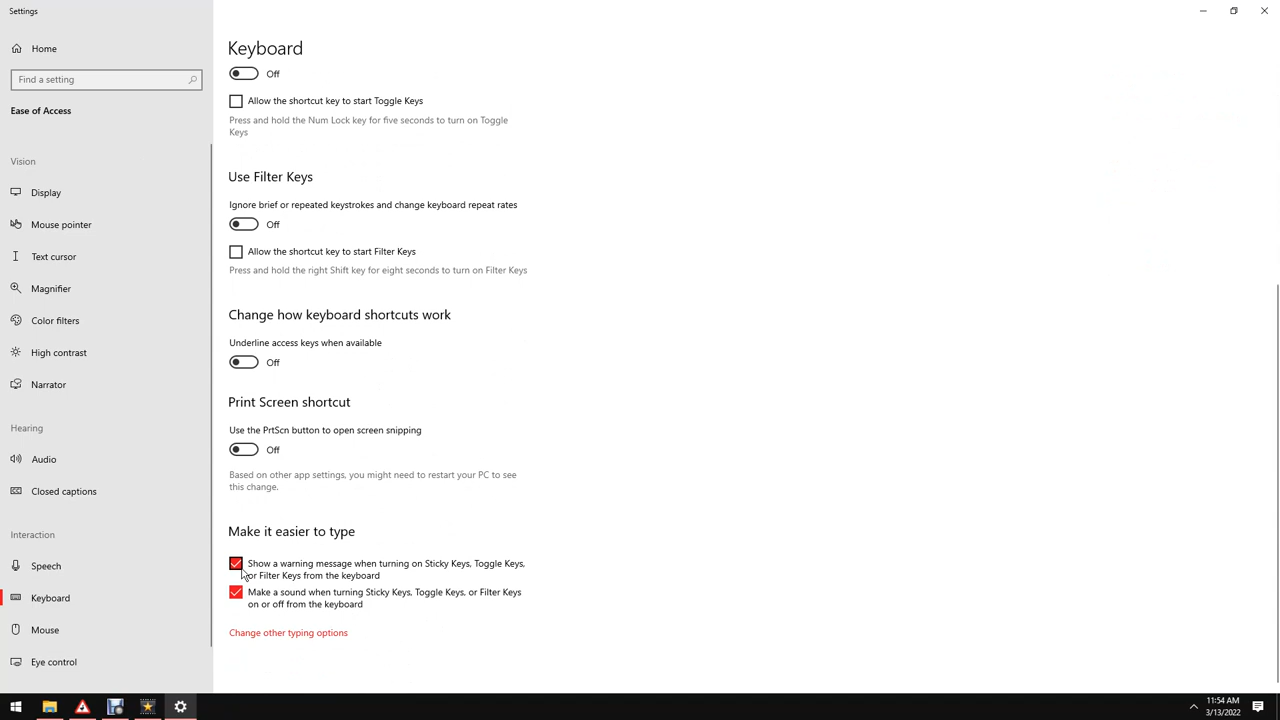 Settings
Home
Find a setting
Ease of Access
Vision
Display
Mouse pointer
Text cursor
Magnifier
Color filters
High contrast
Narrator
Hearing
Audio
Closed captions
Interaction
Speech
Keyboard
Mouse
Eye control
Keyboard
Off
Allow the shortcut key to start Toggle Keys
Press and hold the Num Lock key for five seconds to turn on Toggle
Keys
Use Filter Keys
Ignore brief or repeated keystrokes and change keyboard repeat rates
Off
Allow the shortcut key to start Filter Keys
Press and hold the right Shift key for eight seconds to turn on Filter Keys
Change how keyboard shortcuts work
Underline access keys when available
Off
Print Screen shortcut
Use the PrtScn button to open screen snipping
Off
Based on other app settings, you might need to restart your PC to see
this change.
Make it easier to type
Show a warning message when turning on Sticky Keys, Toggle Keys,
or Filter Keys from the keyboard
Make a sound when turning Sticky Keys, Toggle Keys, or Filter Keys
on or off from the keyboard
Change other typing options
11:54 AM
3/13/2022